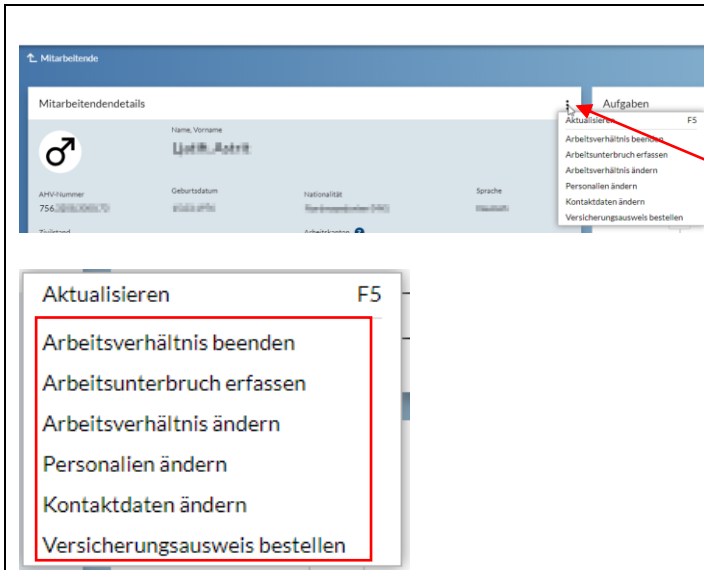 Mitarbeitende
Mitarbeitendendetails
Aufgaben
Name, Vorname
AHV-Nummer
Geburtsdatum
Nationalität
Sprache
756.
Zivilstand
Arbeitskanton ?
Aktualisieren F5
Arbeitsverhältnis beenden
Arbeitsunterbruch erfassen
Arbeitsverhältnis ändern
Personalien ändern
Kontaktdaten ändern
Versicherungsausweis bestellen
Aktualisieren F5
Arbeitsverhältnis beenden
Arbeitsunterbruch erfassen
Arbeitsverhältnis ändern
Personalien ändern
Kontaktdaten ändern
Versicherungsausweis bestellen